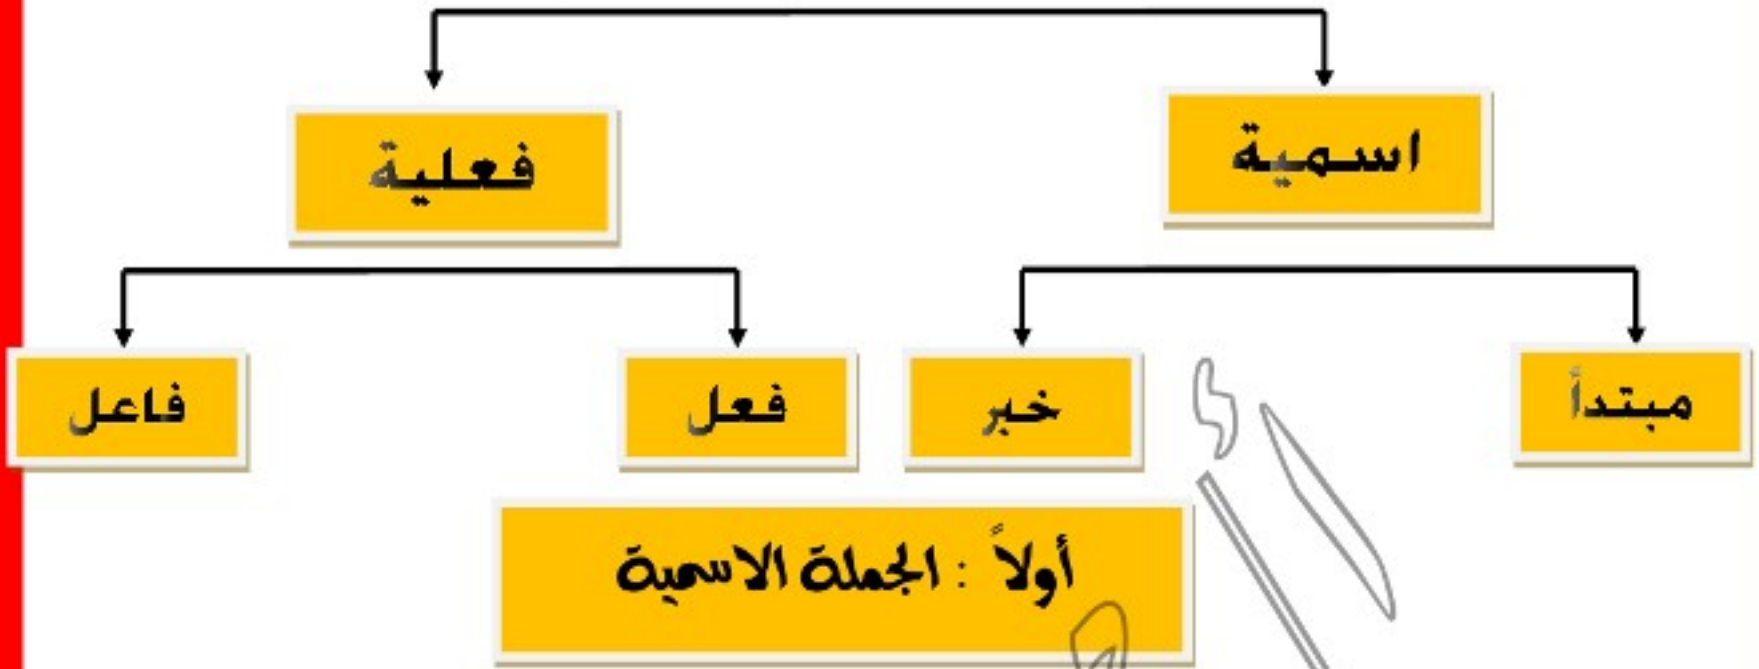 اسمية
فعلية
مبتدأ
خبر
فعل
فاعل
أولاً : الجملة الاسمية